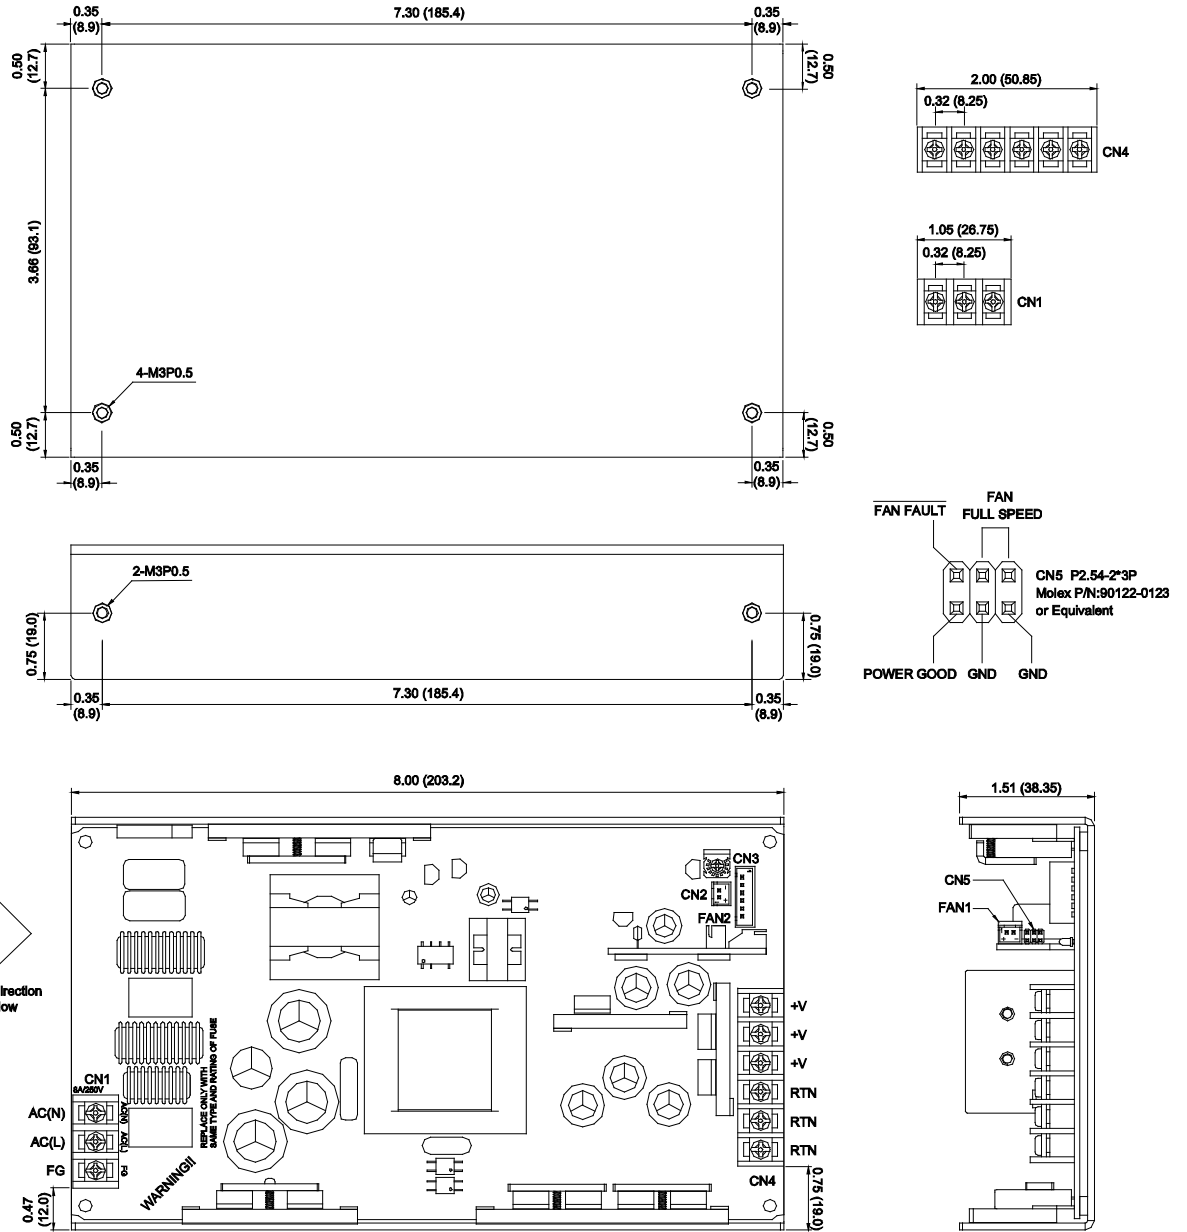 0.35
(8.9)
7.30 (185.4)
0.35
(8.9)
0.50
(12.7)
0.50
(12.7)
3.66 (93.1)
4-M3P0.5
0.50
(12.7)
0.50
(12.7)
0.35
(8.9)
0.35
(8.9)
2.00 (50.85)
0.32 (8.25)
CN4
1.05 (26.75)
0.32 (8.25)
CN1
FAN FAULT
FAN
FULL SPEED
CN5 P2.54-2*3P
Molex P/N:90122-0123
or Equivalent
POWER GOOD
GND
GND
2-M3P0.5
0.75 (19.0)
0.75 (19.0)
0.35
(8.9)
7.30 (185.4)
0.35
(8.9)
8.00 (203.2)
CN3
CN2
FAN2
irection
low
+V
+V
+V
RTN
RTN
RTN
CN4
CN1
8A/250V
AC(N)
AC(L)
FG
AC(N)
AC(L)
FG
REPLACE ONLY WITH
SAME TYPE AND RATING OF FUSE
WARNING!!
0.47
(12.0)
0.75 (19.0)
1.51 (38.35)
CN5
FAN1